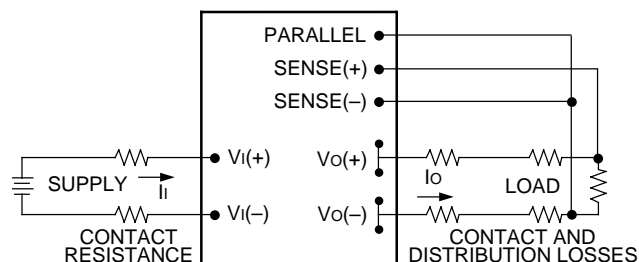 PARALLEL
SENSE(+)
SENSE(–)
VI(+)
VO(+)
SUPPLY
II
IO
LOAD
VI(–)
VO(–)
CONTACT
RESISTANCE
CONTACT AND
DISTRIBUTION LOSSES